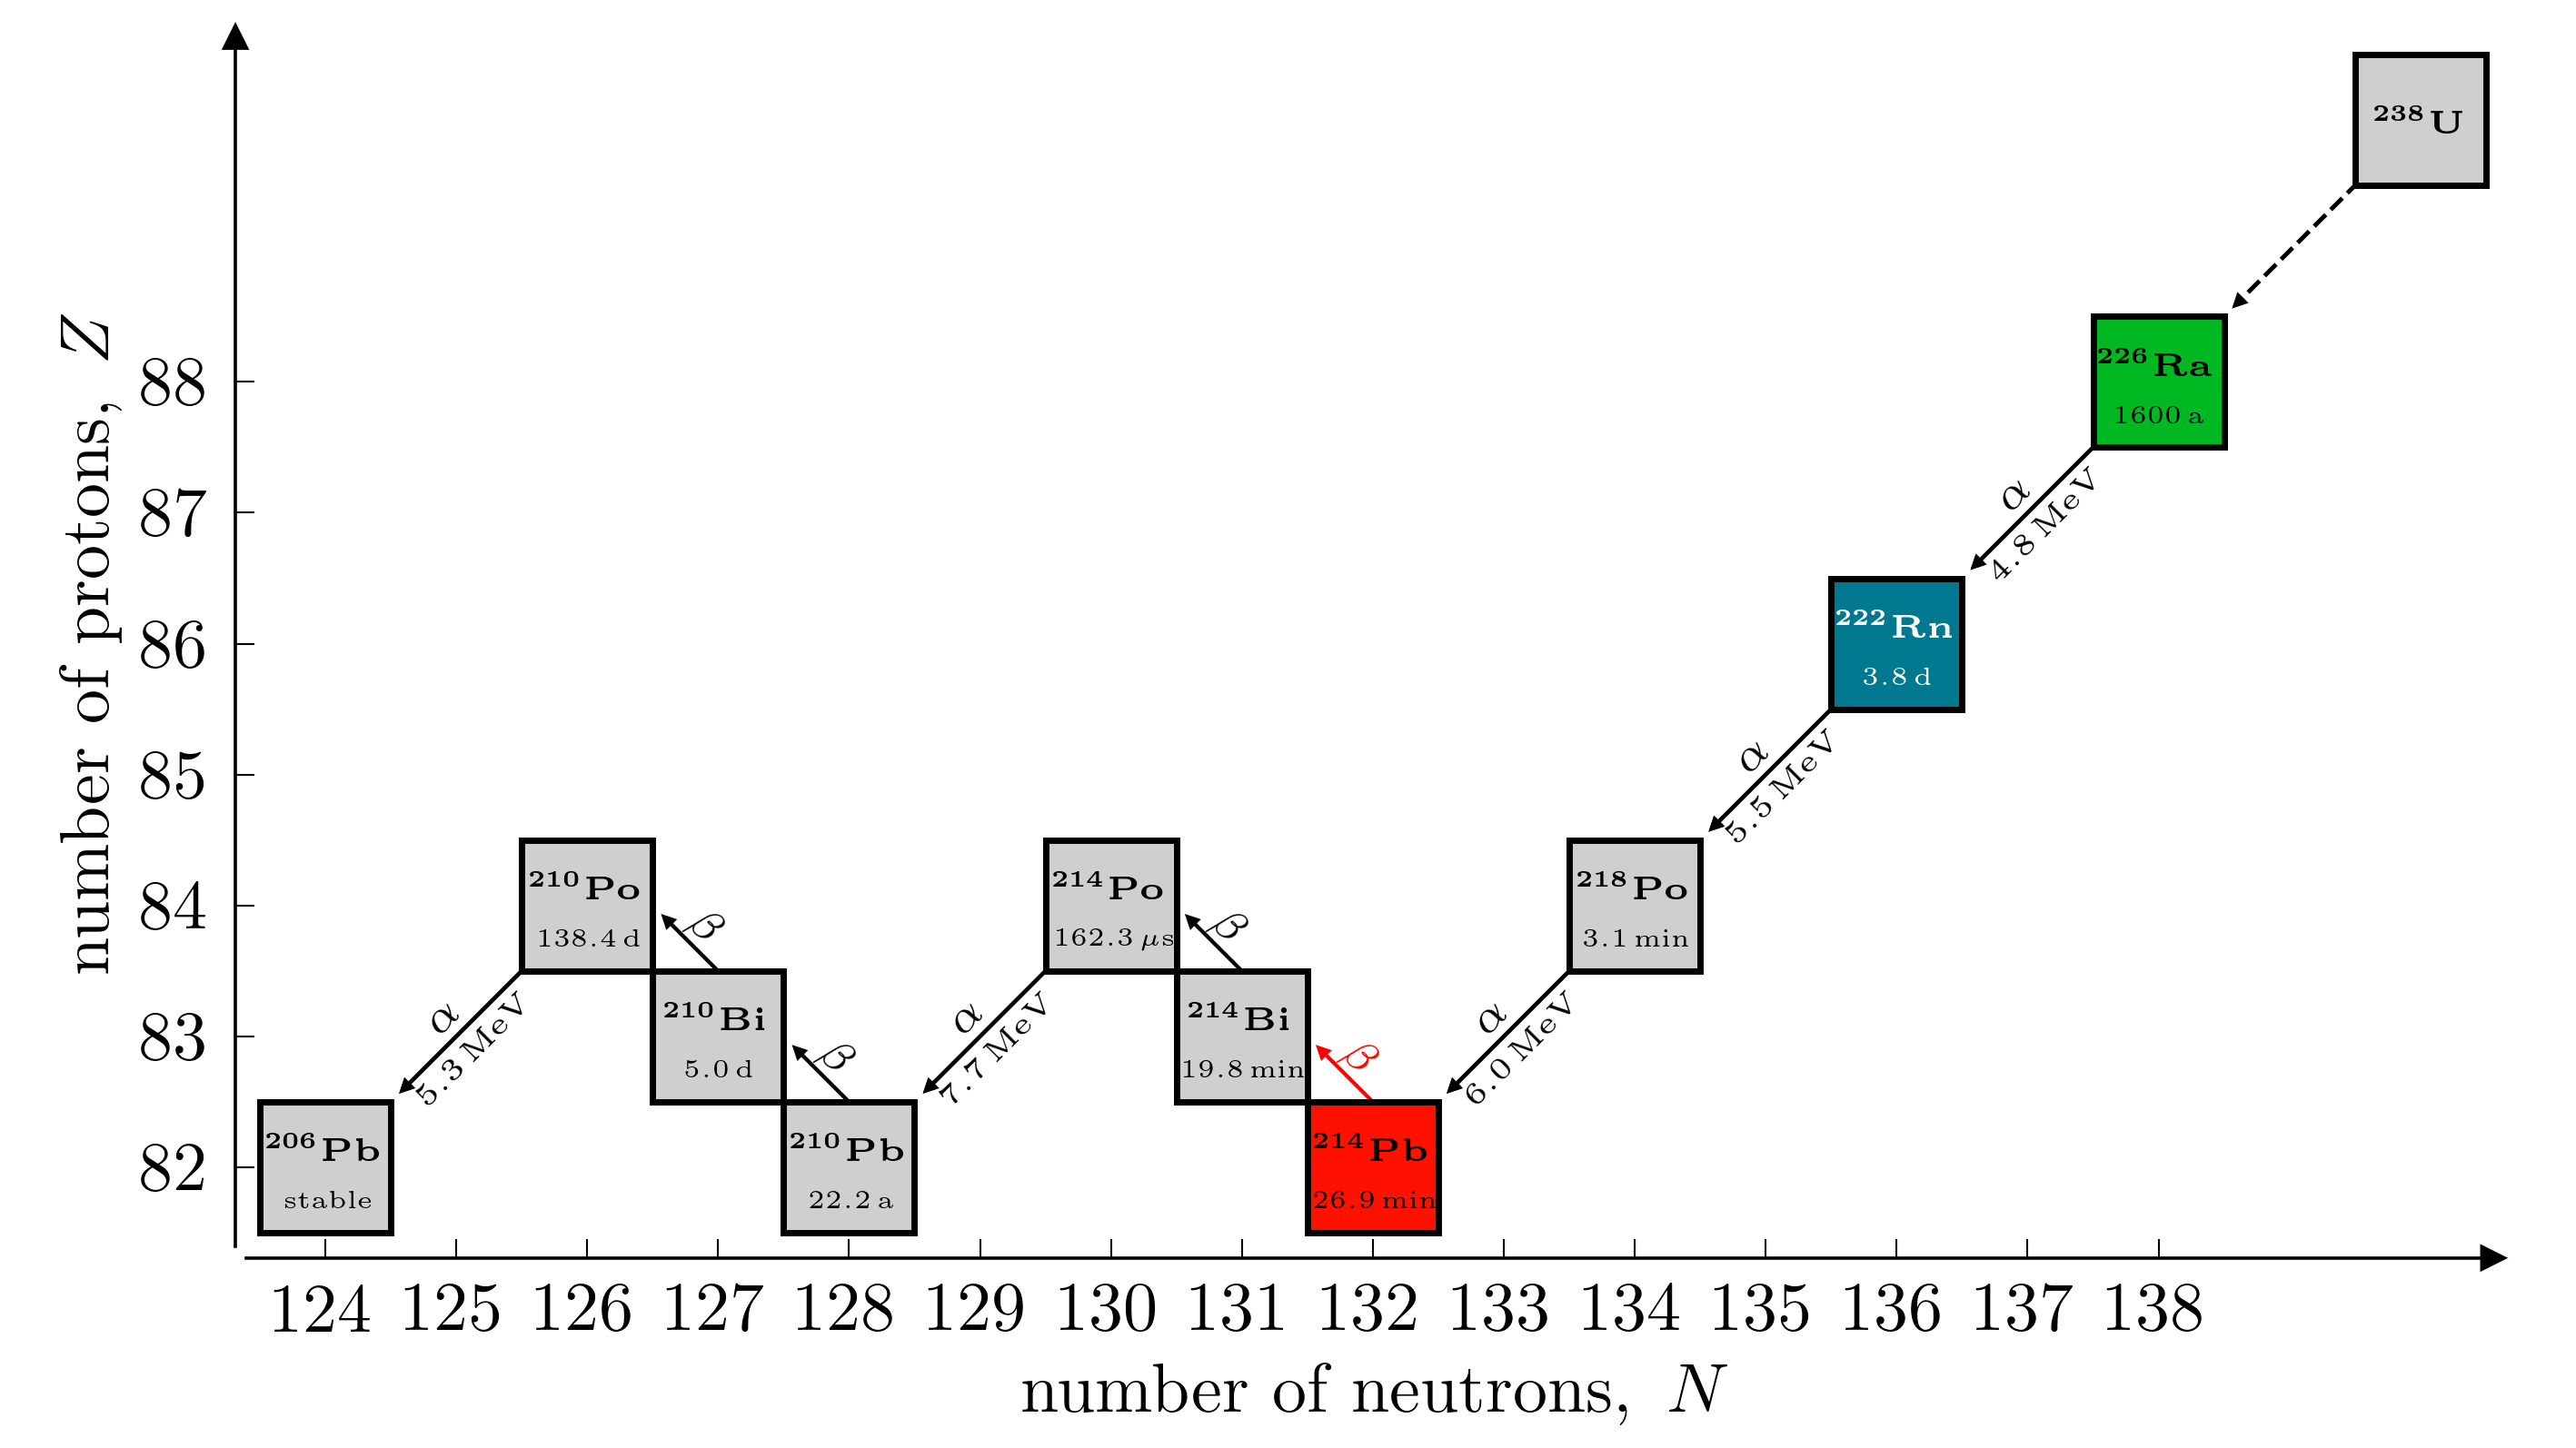 ²³⁸U
number of protons, Z
88
87
86
85
84
83
82
²²⁶Ra
1600 a
α
4.8 MeV
²²²Rn
3.8 d
α
5.5 MeV
²¹⁰Po
138.4 d
β
²¹⁴Po
162.3 μs
β
²¹⁸Po
3.1 min
α
5.3 MeV
²¹⁰Bi
5.0 d
β
α
7.7 MeV
²¹⁴Bi
19.8 min
β
α
6.0 MeV
²⁰⁶Pb
stable
²¹⁰Pb
22.2 a
²¹⁴Pb
26.9 min
124 125 126 127 128 129 130 131 132 133 134 135 136 137 138
number of neutrons, N